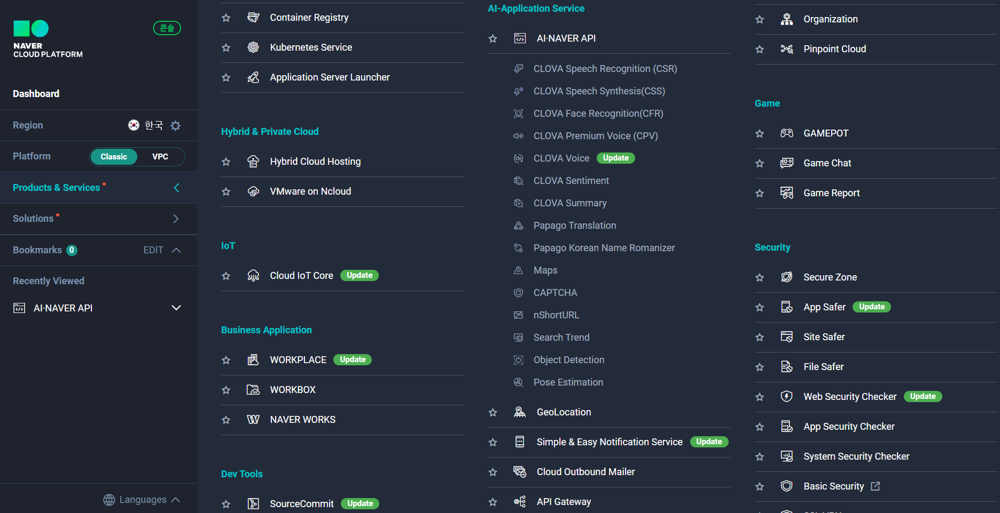 NAVER
CLOUD PLATFORM
콘솔
Dashboard
Region
한국
Platform
Classic
VPC
Products & Services
Solutions
Bookmarks 0
EDIT
Recently Viewed
AI·NAVER API
Languages
Container Registry
Kubernetes Service
Application Server Launcher
Hybrid & Private Cloud
Hybrid Cloud Hosting
VMware on Ncloud
IoT
Cloud IoT Core Update
Business Application
WORKPLACE Update
WORKBOX
NAVER WORKS
Dev Tools
SourceCommit Update
AI-Application Service
AI·NAVER API
CLOVA Speech Recognition (CSR)
CLOVA Speech Synthesis(CSS)
CLOVA Face Recognition(CFR)
CLOVA Premium Voice (CPV)
CLOVA Voice Update
CLOVA Sentiment
CLOVA Summary
Papago Translation
Papago Korean Name Romanizer
Maps
CAPTCHA
nShortURL
Search Trend
Object Detection
Pose Estimation
GeoLocation
Simple & Easy Notification Service Update
Cloud Outbound Mailer
API Gateway
Organization
Pinpoint Cloud
Game
GAMEPOT
Game Chat
Game Report
Security
Secure Zone
App Safer Update
Site Safer
File Safer
Web Security Checker Update
App Security Checker
System Security Checker
Basic Security